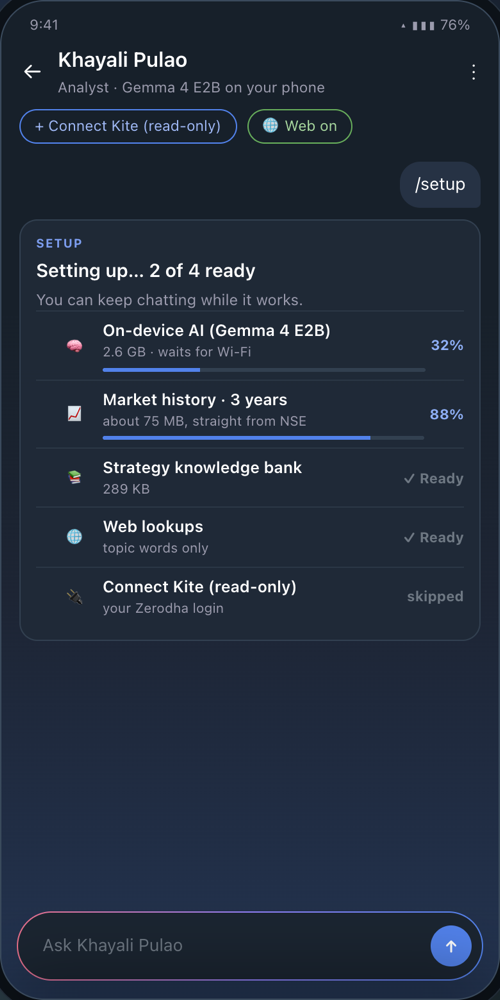 9:41
76%
Khayali Pulao
Analyst · Gemma 4 E2B on your phone
+ Connect Kite (read-only)
Web on
/setup
SETUP
Setting up... 2 of 4 ready
You can keep chatting while it works.
On-device AI (Gemma 4 E2B)
2.6 GB · waits for Wi-Fi
32%
Market history · 3 years
about 75 MB, straight from NSE
88%
Strategy knowledge bank
289 KB
✓ Ready
Web lookups
topic words only
✓ Ready
Connect Kite (read-only)
your Zerodha login
skipped
Ask Khayali Pulao